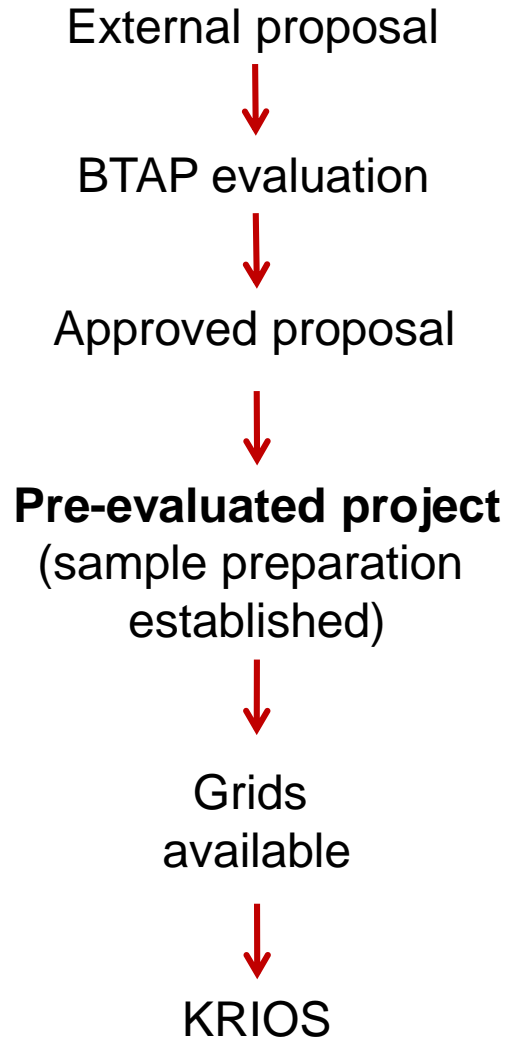 External proposal
BTAP evaluation
Approved proposal
Pre-evaluated project
(sample preparation
established)
Grids
available
KRIOS